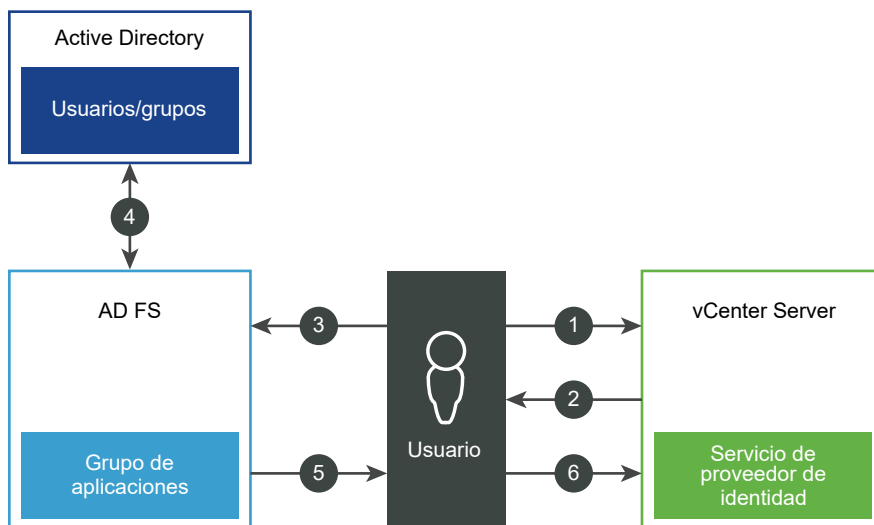 Active Directory
Usuarios/grupos
4
AD FS
3
1
vCenter Server
2
Usuario
Grupo de
aplicaciones
5
6
Servicio de
proveedor de
identidad